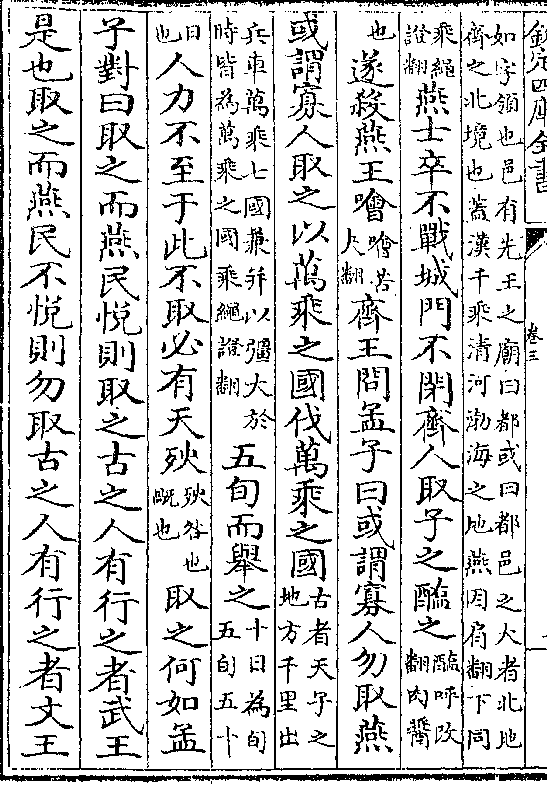 欽定四庫全書
卷三
如字領也邑有先王之廟曰都或曰都邑之大者北地
齊之北境也蓋漢千乘清河渤海之地燕因肩翻下同
乘繩證翻燕士卒不戰城門不閉齊人取子之醢之醢呼改翻肉醬
也遂殺燕王噲噲苦夬翻齊王問孟子曰或謂寡人勿取燕
或謂寡人取之以萬乘之國伐萬乘之國古者天子之地方千里出
兵車萬乘七國兼并以彊大於時皆為萬乘之國乘繩證翻五旬而舉之十日為旬五旬五十
日也人力不至于此不取必有天殃殃咎也旤也取之何如孟
子對曰取之而燕民悅則取之古之人有行之者武王
是也取之而燕民不悅則勿取古之人有行之者文王